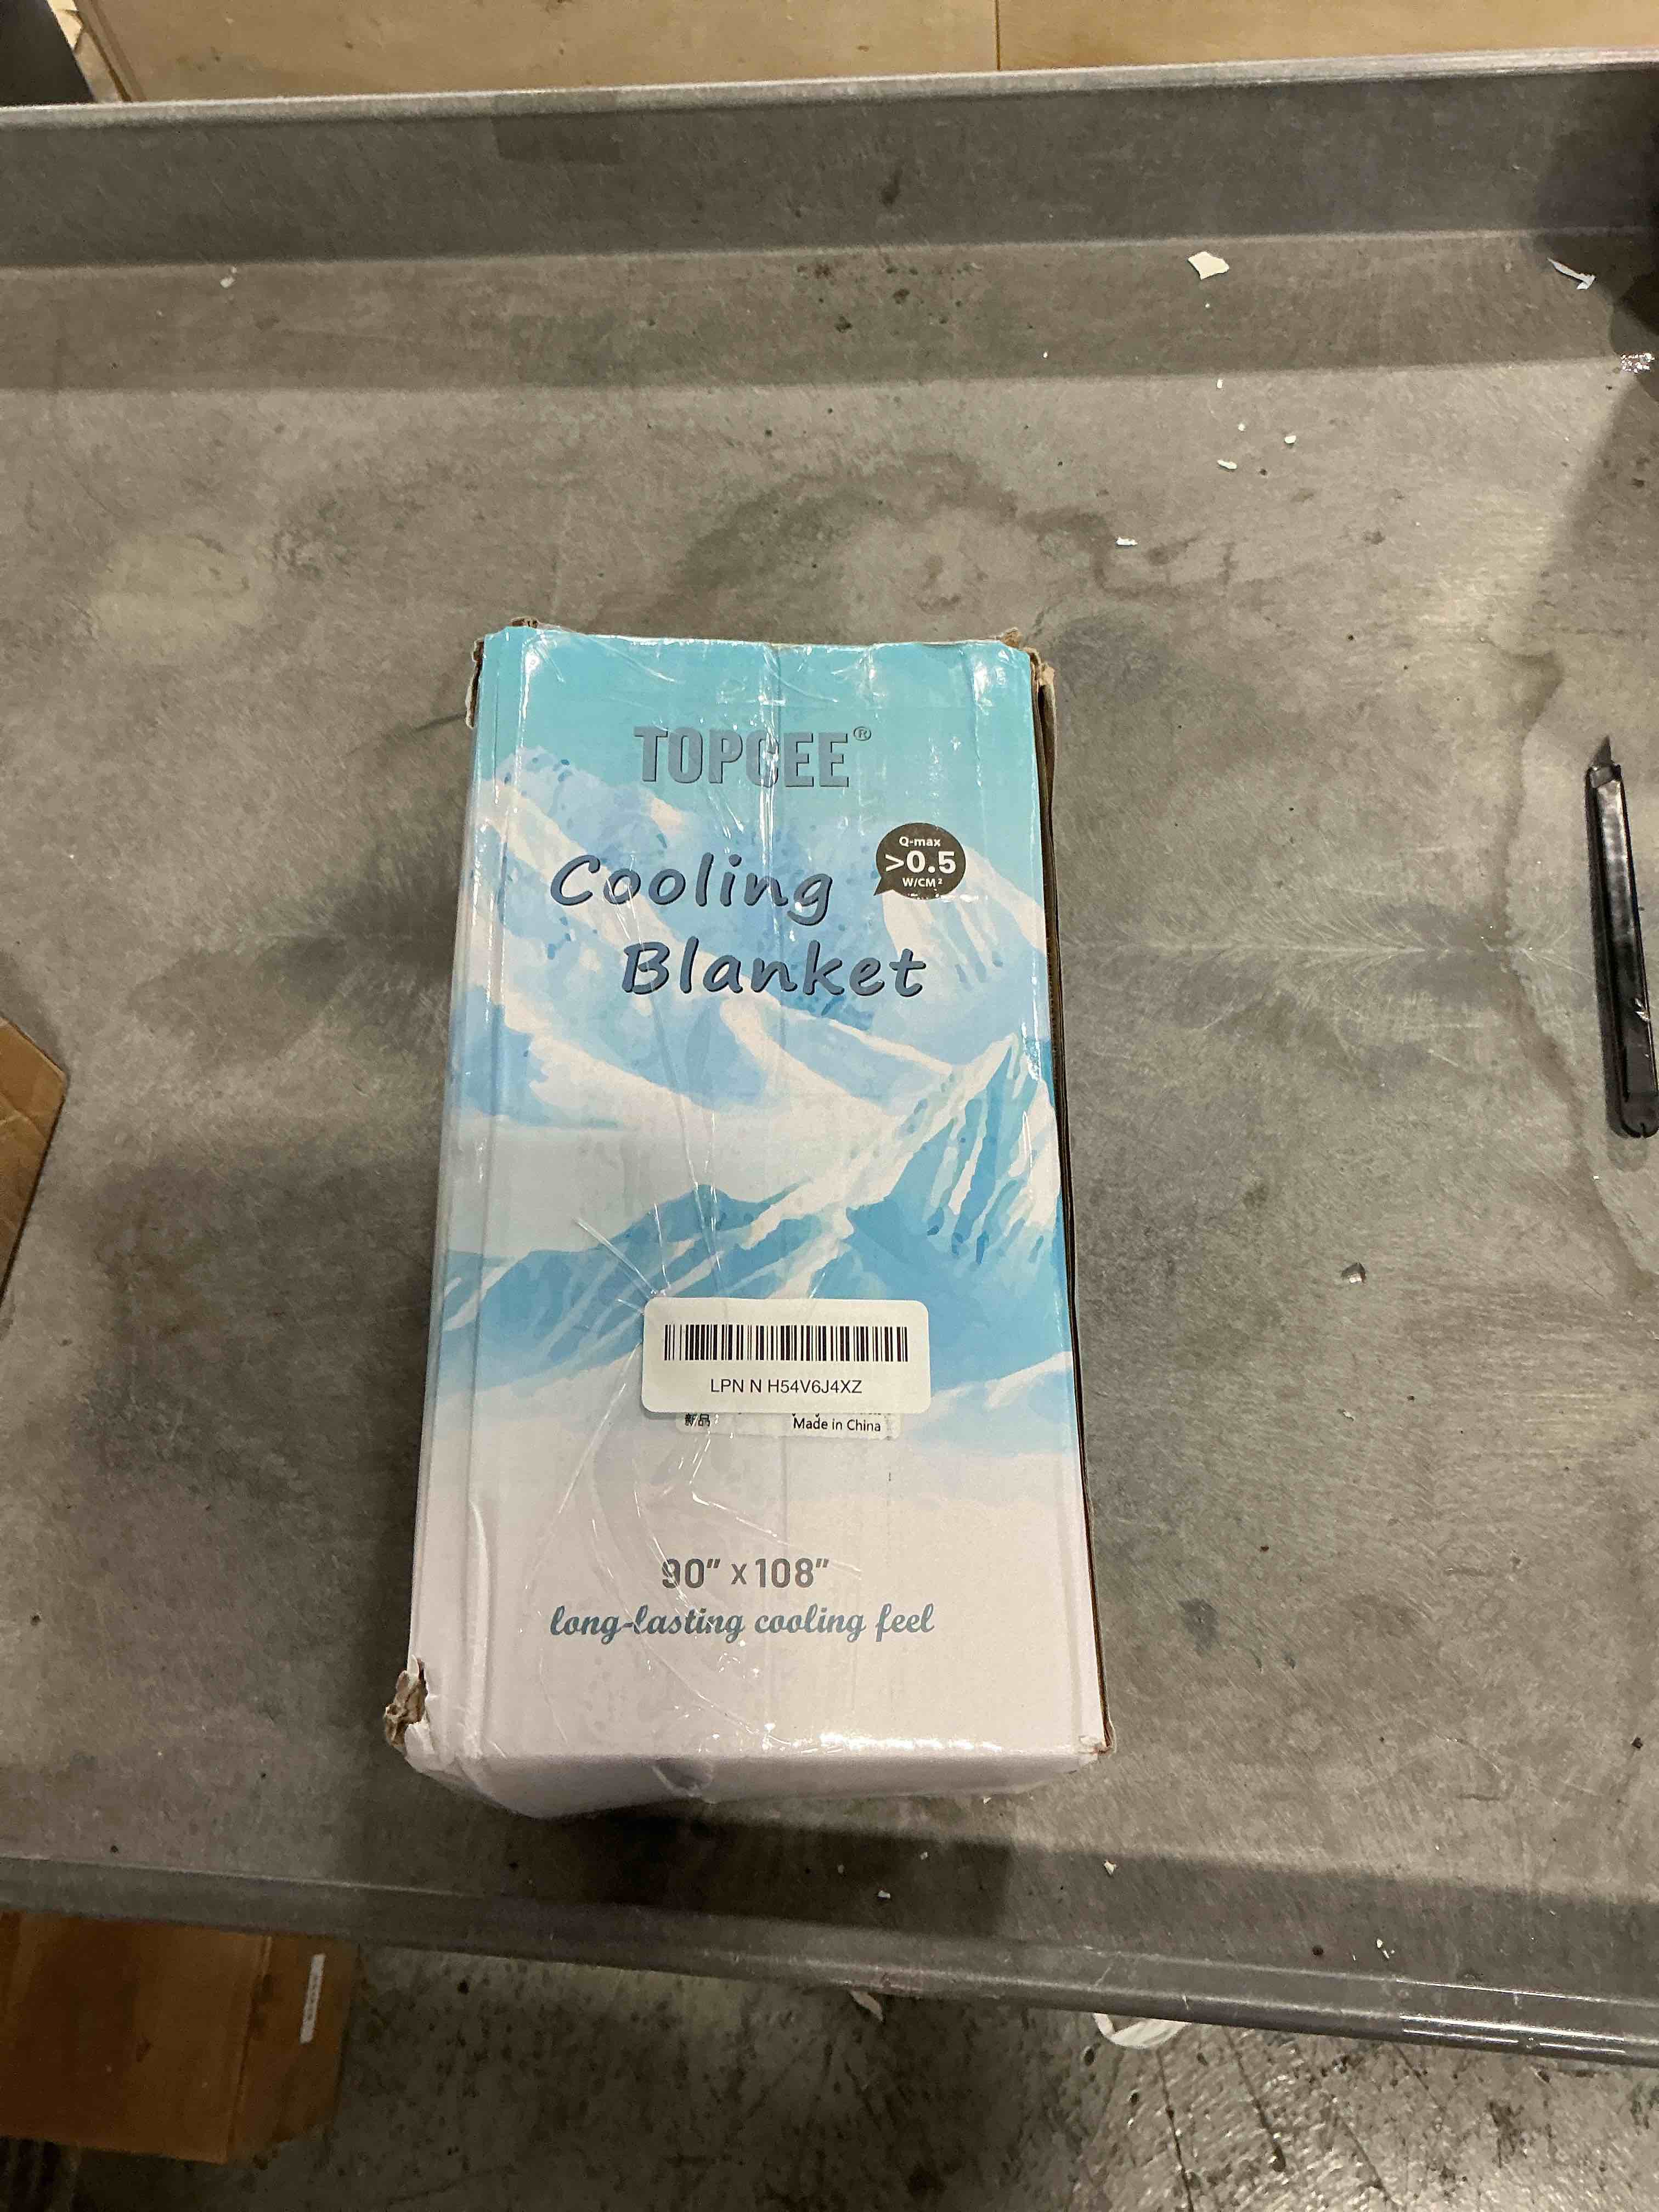 TOPCEE®
Q-max
>0.5
W/CM²
Cooling
Blanket
LPN N H54V6J4XZ
新品
Made in China
90" x 108"
long-lasting cooling feel